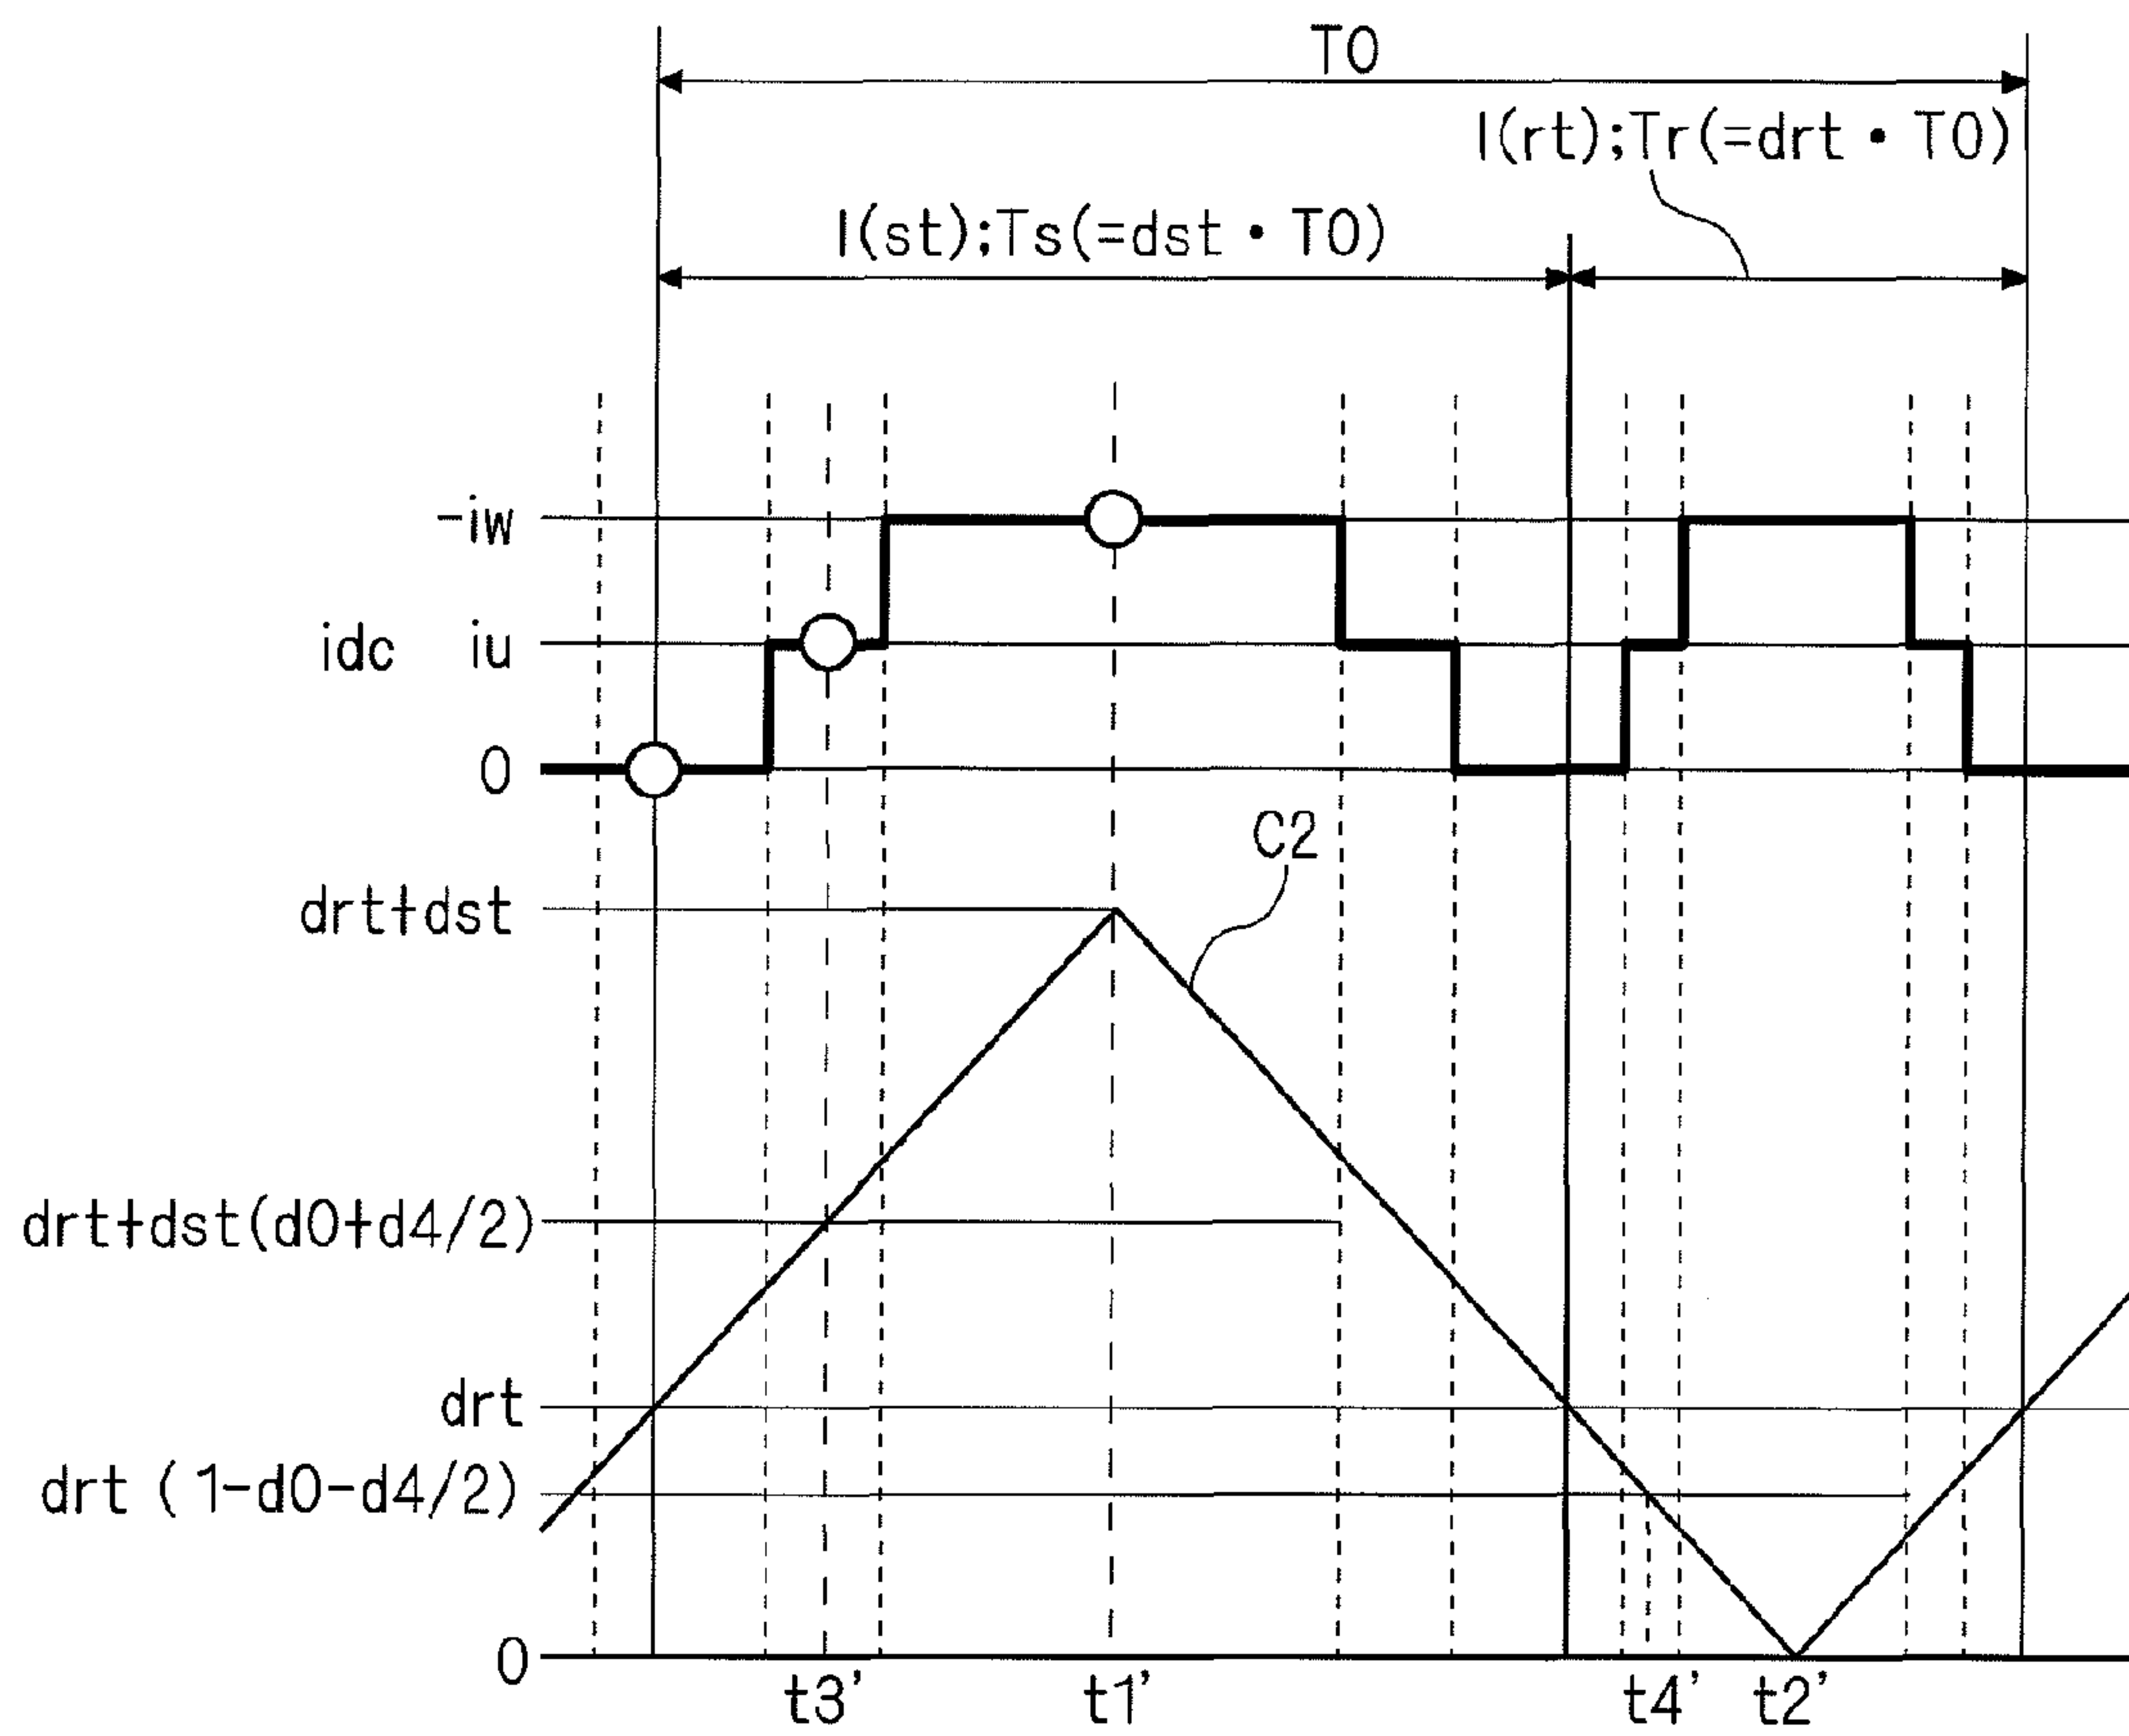 T0
I(rt);Tr(=drt・T0)
I(st);Ts(=dst・T0)
-iw
idc iu
0
C2
drt+dst
drt+dst(d0+d4/2)
drt
drt (1-d0-d4/2)
0
t3' t1' t4' t2'